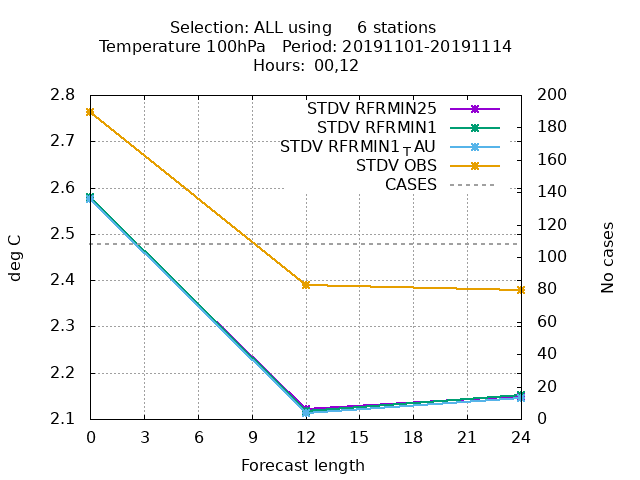 Selection: ALL using     6 stations
Temperature 100hPa   Period: 20191101-20191114
Hours:  00,12
STDV RFRMIN25
STDV RFRMIN1
STDV RFRMIN1TAU
STDV OBS
CASES
2.8
2.7
2.6
2.5
2.4
2.3
2.2
2.1
deg C
200
180
160
140
120
100
80
60
40
20
0
No cases
0 3 6 9 12 15 18 21 24
Forecast length